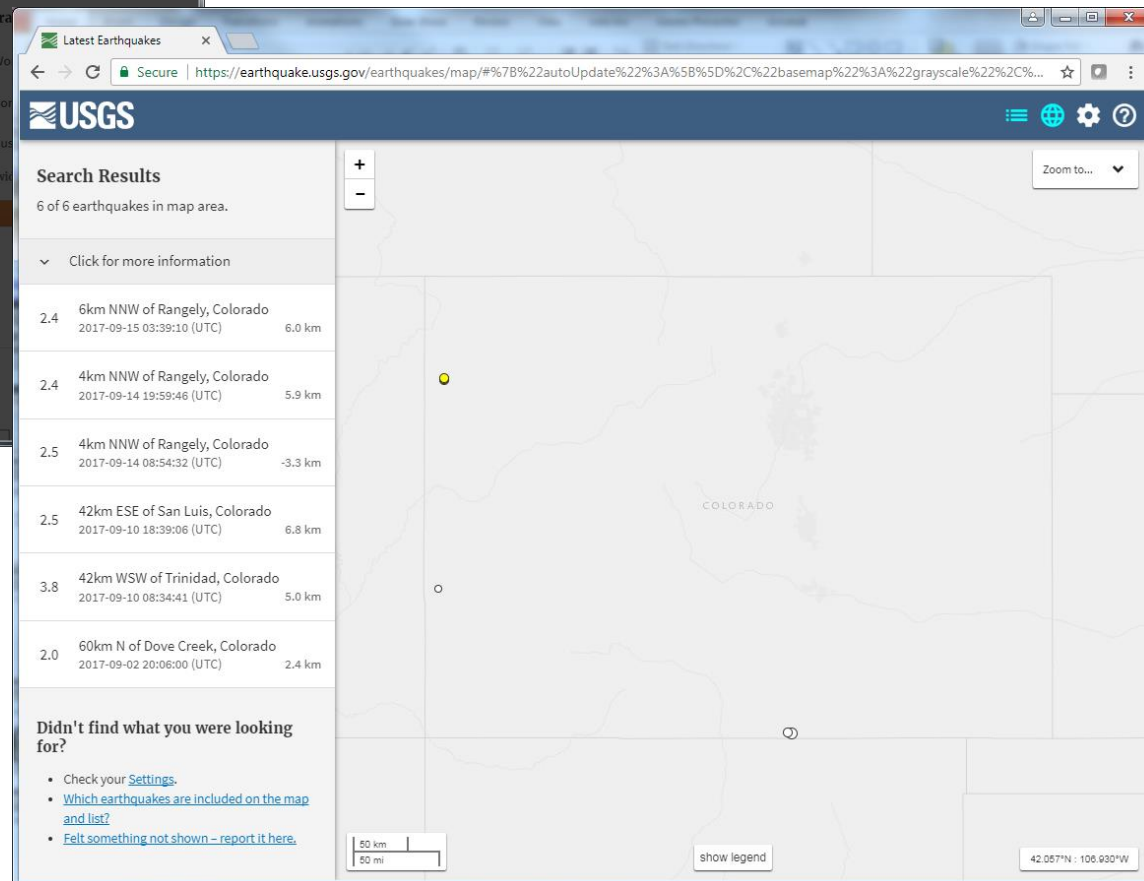 Latest Earthquakes
Secure | https://earthquake.usgs.gov/earthquakes/map/#%7B%22autoUpdate%22%3A%5B%5D%2C%22basemap%22%3A%22grayscale%22%2C%...
USGS
Search Results
6 of 6 earthquakes in map area.
Click for more information
2.4
6km NNW of Rangely, Colorado
2017-09-15 03:39:10 (UTC) 6.0 km
2.4
4km NNW of Rangely, Colorado
2017-09-14 19:59:46 (UTC) 5.9 km
2.5
4km NNW of Rangely, Colorado
2017-09-14 08:54:32 (UTC) -3.3 km
2.5
42km ESE of San Luis, Colorado
2017-09-10 18:39:06 (UTC) 6.8 km
3.8
42km WSW of Trinidad, Colorado
2017-09-10 08:34:41 (UTC) 5.0 km
2.0
60km N of Dove Creek, Colorado
2017-09-02 20:06:00 (UTC) 2.4 km
Didn't find what you were looking
for?
• Check your Settings.
• Which earthquakes are included on the map
and list?
• Felt something not shown – report it here.
+
−
Zoom to...
COLORADO
50 km
50 mi
show legend
42.057°N : 106.930°W